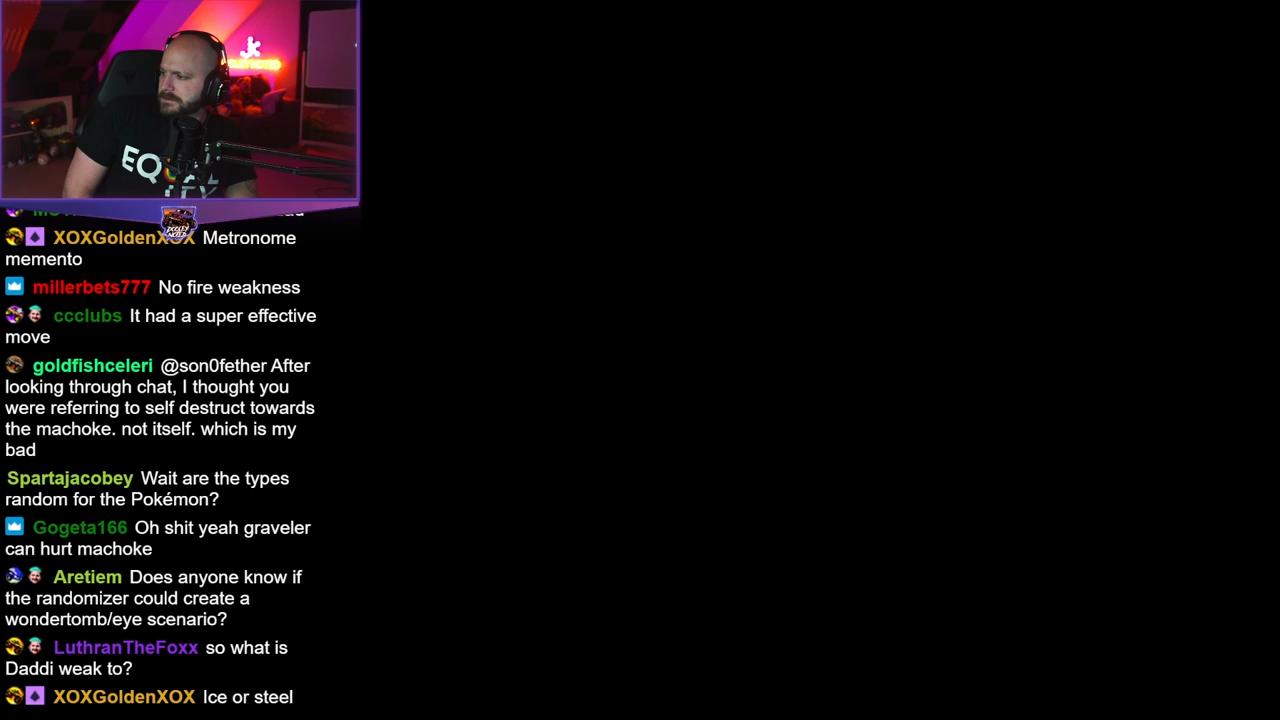 jk
EQUAL
ITY
XOXGoldenXOX Metronome
memento
millerbets777 No fire weakness
ccclubs It had a super effective
move
goldfishceleri @son0fether After
looking through chat, I thought you
were referring to self destruct towards
the machoke. not itself. which is my
bad
Spartajacobey Wait are the types
random for the Pokémon?
Gogeta166 Oh shit yeah graveler
can hurt machoke
Aretiem Does anyone know if
the randomizer could create a
wondertomb/eye scenario?
LuthranTheFoxx so what is
Daddi weak to?
XOXGoldenXOX Ice or steel